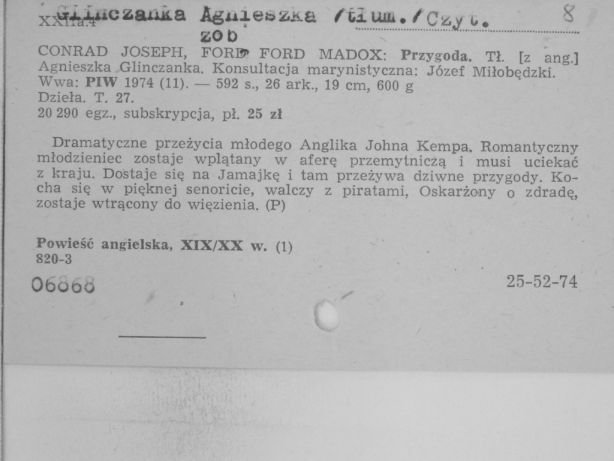 Glinczanka Agnieszka /tłum./ Czyt. 8
XXIIa.4
zob
CONRAD JOSEPH, FORD FORD MADOX: Przygoda. Tł. [z ang.]
Agnieszka Glinczanka. Konsultacja marynistyczna: Józef Miłobędzki.
Wwa: PIW 1974 (11). — 592 s., 26 ark., 19 cm, 600 g
Dzieła. T. 27.
20 290 egz., subskrypcja, pł. 25 zł
Dramatyczne przeżycia młodego Anglika Johna Kempa. Romantyczny
młodzieniec zostaje wplątany w aferę przemytniczą i musi uciekać
z kraju. Dostaje się na Jamajkę i tam przeżywa dziwne przygody. Ko-
cha się w pięknej senoricie, walczy z piratami, Oskarżony o zdradę,
zostaje wtrącony do więzienia. (P)
Powieść angielska, XIX/XX w. (1)
820-3
06868 25-52-74